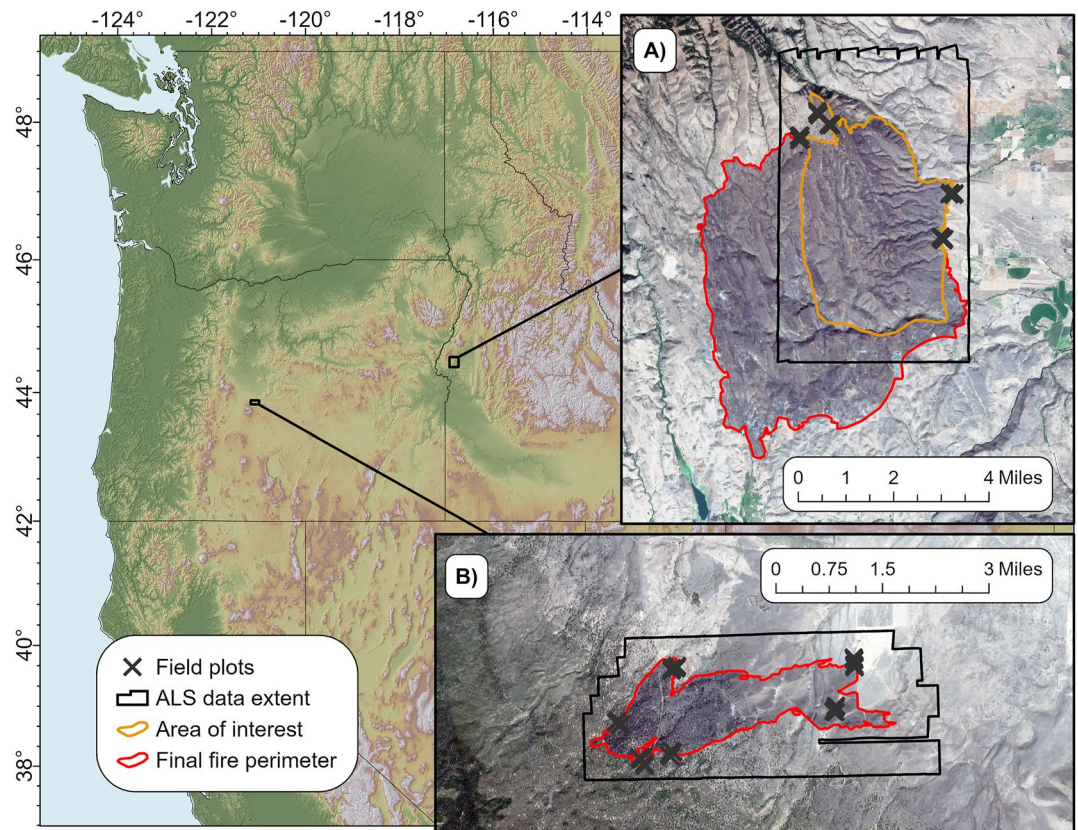 -124 -122 -120 -118 -116 -113
A)
48°
46°
44°
42°
40°
38°
0 1 2 4 Miles
B)
0 0.75 1.5 3 Miles
Field plots
ALS data extent
Area of interest
Final fire perimeter